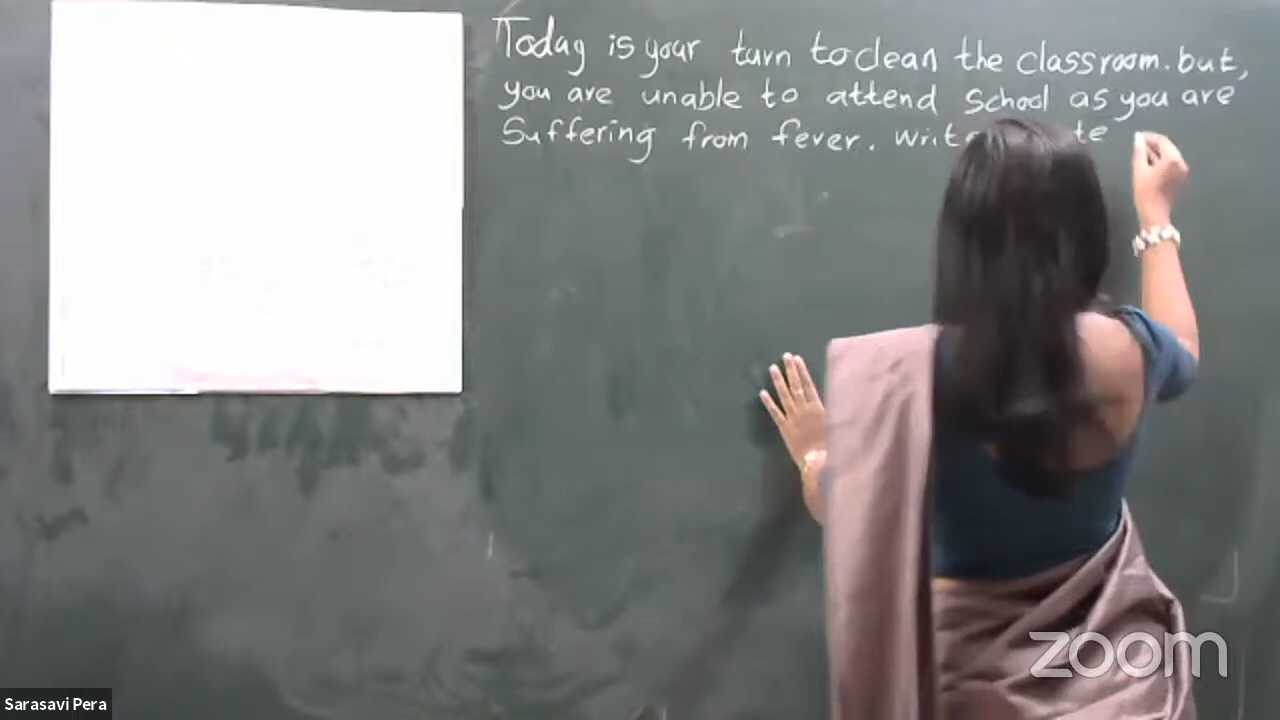 Today is your turn to clean the classroom. but,
you are unable to attend School as you are
Suffering from fever.
zoom
Sarasavi Pera